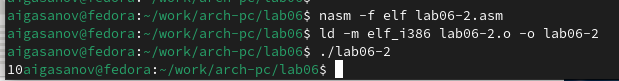 aigasanov@fedora:~/work/arch-pc/lab06$ nasm -f elf lab06-2.asm
aigasanov@fedora:~/work/arch-pc/lab06$ ld -m elf_i386 lab06-2.o -o lab06-2
aigasanov@fedora:~/work/arch-pc/lab06$ ./lab06-2
10aigasanov@fedora:~/work/arch-pc/lab06$